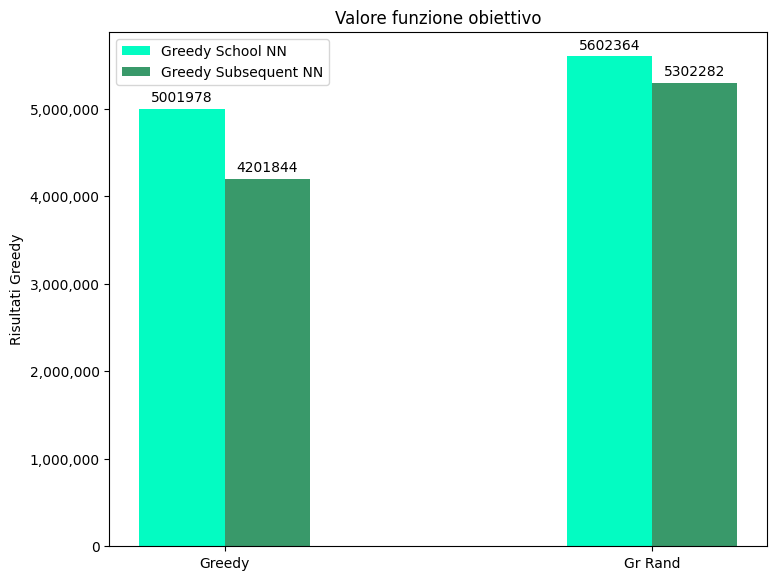 Valore funzione obiettivo
Greedy School NN
Greedy Subsequent NN
5001978
4201844
5602364
5302282
Risultati Greedy
5,000,000
4,000,000
3,000,000
2,000,000
1,000,000
0
Greedy
Gr Rand